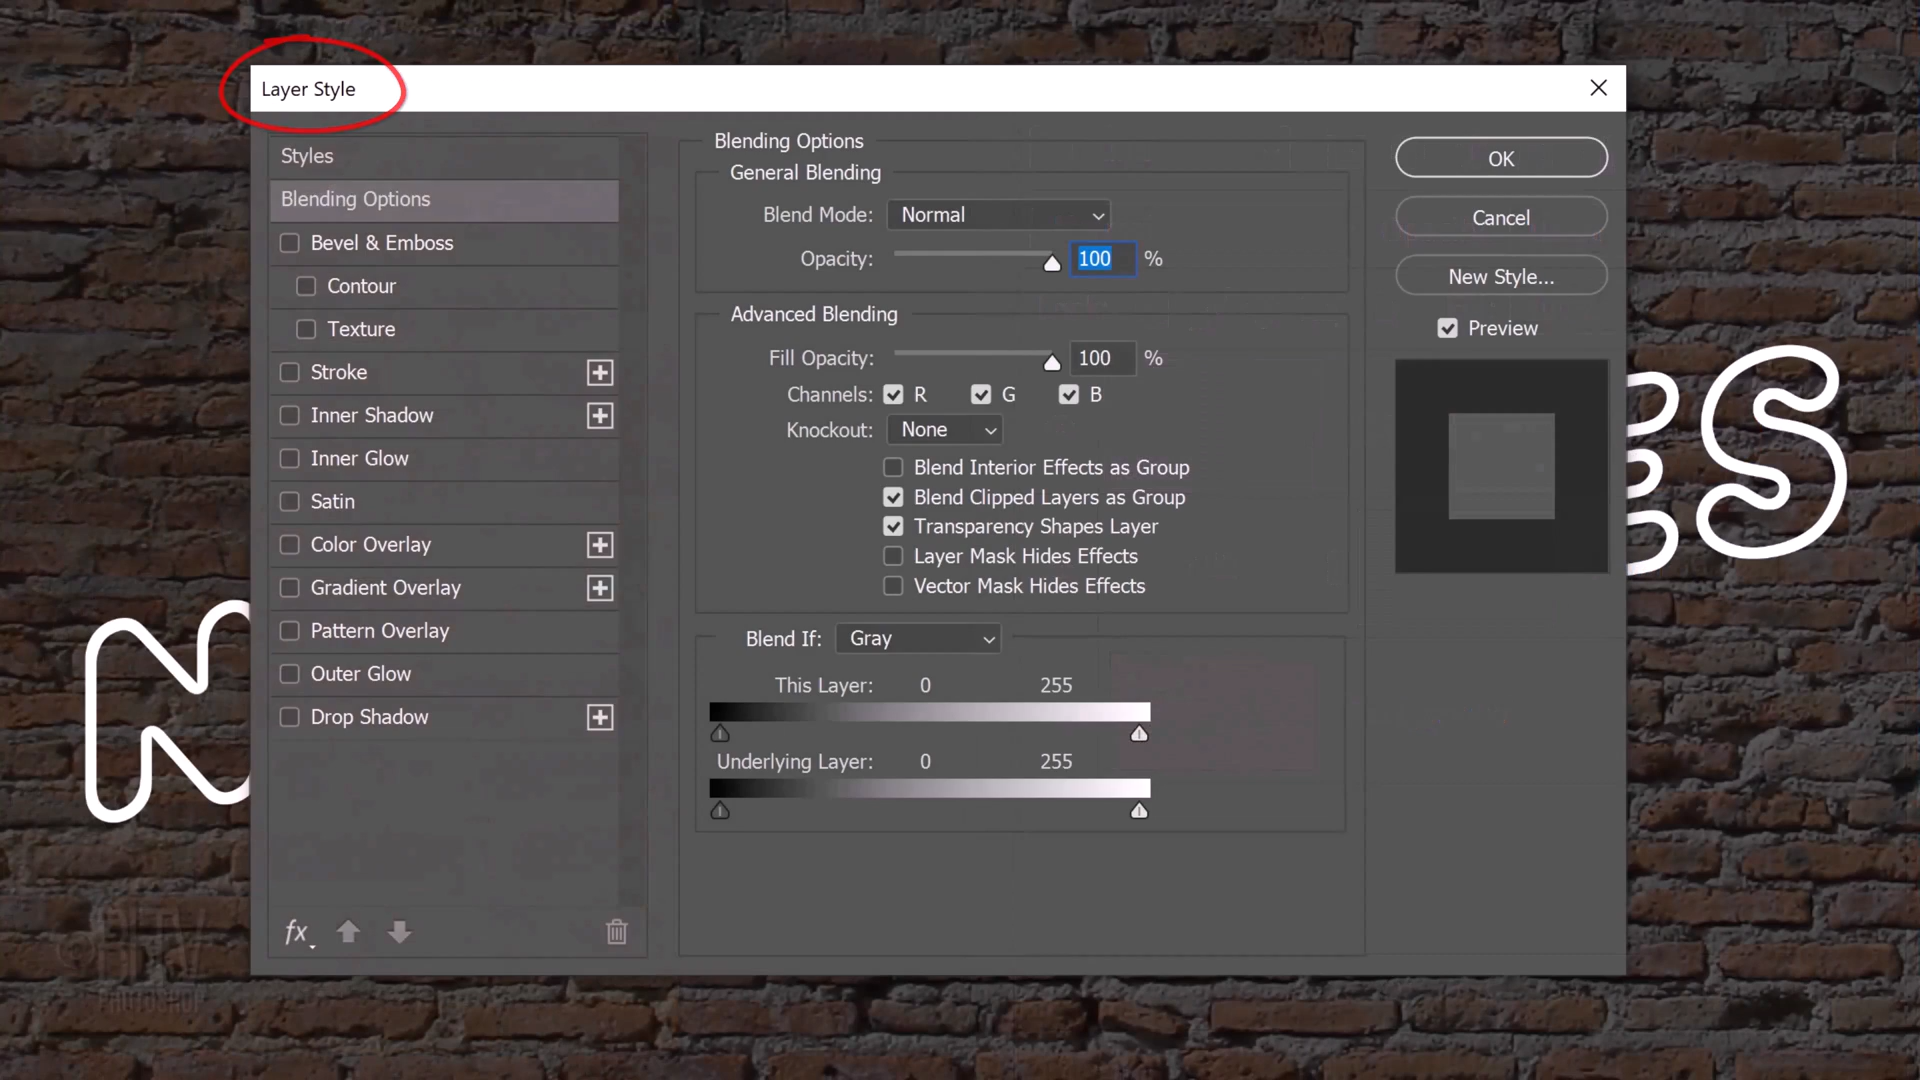 Layer Style
Styles
Blending Options
Bevel & Emboss
Contour
Texture
Stroke
Inner Shadow
Inner Glow
Satin
Color Overlay
Gradient Overlay
Pattern Overlay
Outer Glow
Drop Shadow
fx
Blending Options
General Blending
Blend Mode: Normal
Opacity: 100 %
Advanced Blending
Fill Opacity: 100 %
Channels: R G B
Knockout: None
Blend Interior Effects as Group
Blend Clipped Layers as Group
Transparency Shapes Layer
Layer Mask Hides Effects
Vector Mask Hides Effects
Blend If: Gray
This Layer: 0 255
Underlying Layer: 0 255
OK
Cancel
New Style...
Preview
ES
N
PHOTOSHOP